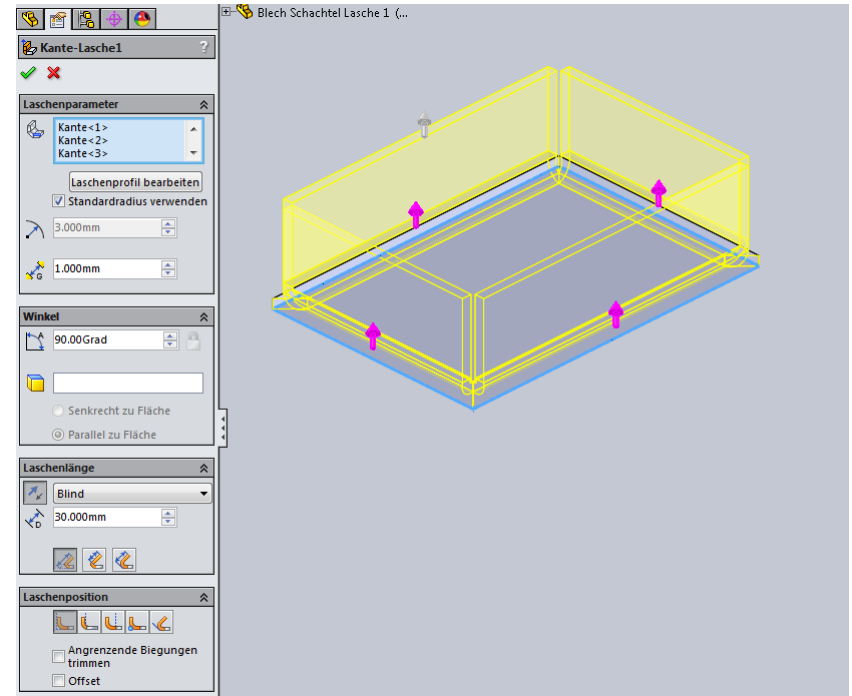 Blech Schachtel Lasche 1 (...
Kante-Lasche1
?
Laschenparameter
Kante<1>
Kante<2>
Kante<3>
Laschenprofil bearbeiten
Standardradius verwenden
3.000mm
G
1.000mm
Winkel
A
90.00Grad
Senkrecht zu Fläche
Parallel zu Fläche
Laschenlänge
Blind
D
30.000mm
Laschenposition
Angrenzende Biegungen
trimmen
Offset